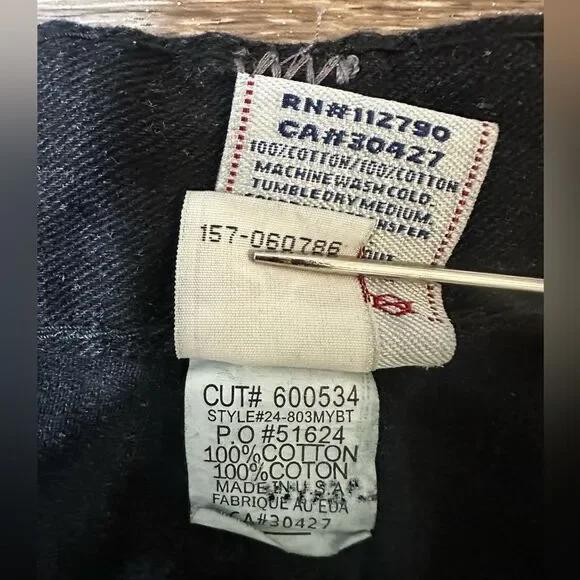 RN#112790
CA#30427
100%COTTON/100%COTTON
MACHINE WASH COLD.
TUMBLE DRY MEDIUM.
157-060786
CUT# 600534
STYLE#24-803MYBT
P.O #51624
100%COTTON
100%COTON
MADE IN U.S.A
FABRIQUE AU EDA
CA#30427